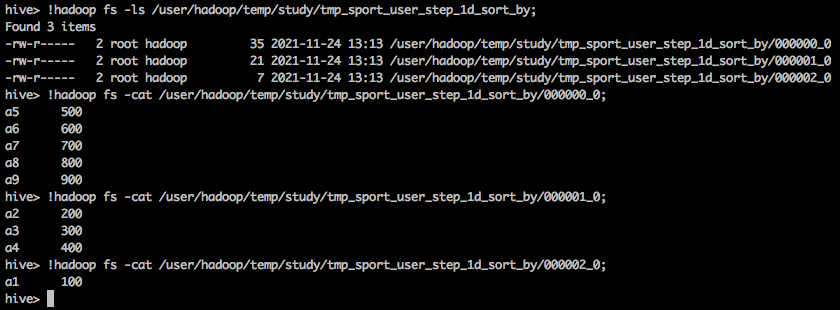 hive> !hadoop fs -ls /user/hadoop/temp/study/tmp_sport_user_step_1d_sort_by;
Found 3 items
-rw-r-----   2 root hadoop         35 2021-11-24 13:13 /user/hadoop/temp/study/tmp_sport_user_step_1d_sort_by/000000_0
-rw-r-----   2 root hadoop         21 2021-11-24 13:13 /user/hadoop/temp/study/tmp_sport_user_step_1d_sort_by/000001_0
-rw-r-----   2 root hadoop          7 2021-11-24 13:13 /user/hadoop/temp/study/tmp_sport_user_step_1d_sort_by/000002_0
hive> !hadoop fs -cat /user/hadoop/temp/study/tmp_sport_user_step_1d_sort_by/000000_0;
a5      500
a6      600
a7      700
a8      800
a9      900
hive> !hadoop fs -cat /user/hadoop/temp/study/tmp_sport_user_step_1d_sort_by/000001_0;
a2      200
a3      300
a4      400
hive> !hadoop fs -cat /user/hadoop/temp/study/tmp_sport_user_step_1d_sort_by/000002_0;
a1      100
hive>